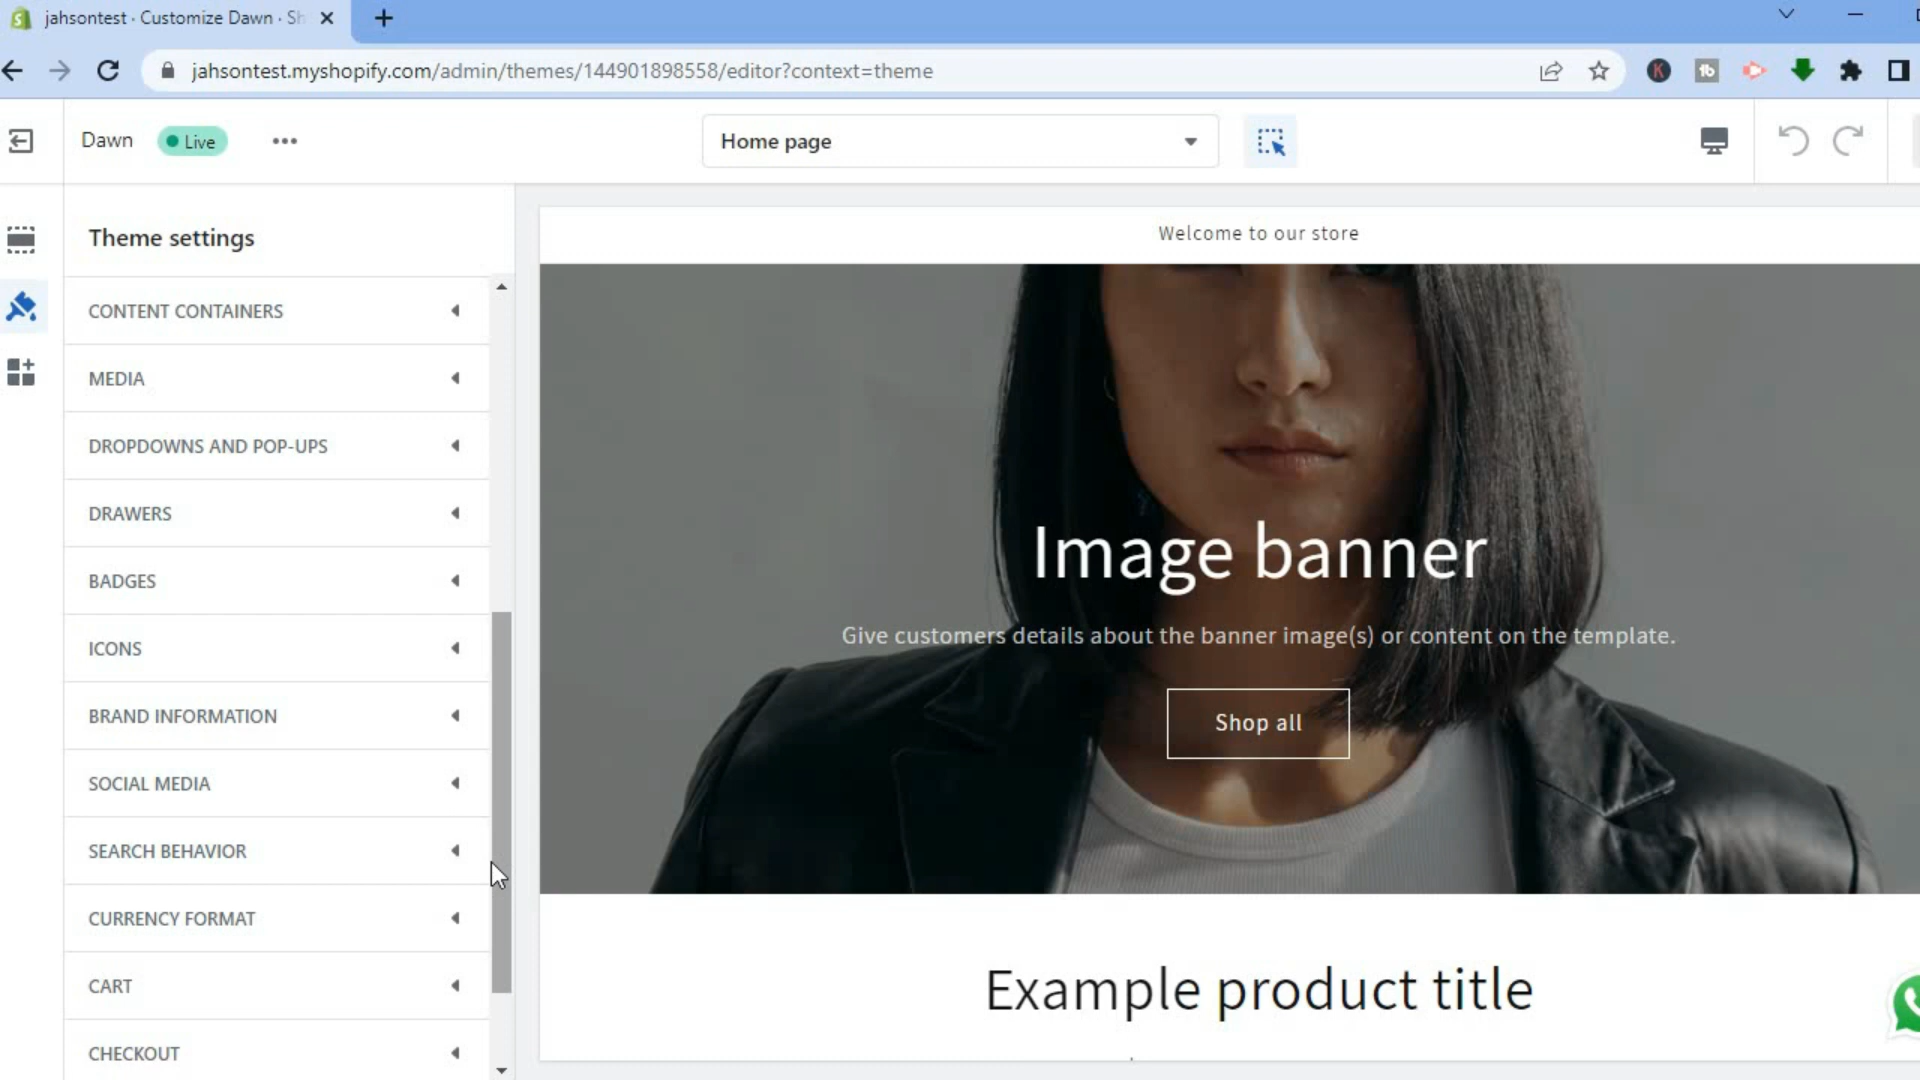 jahsontest · Customize Dawn · Sh
jahsontest.myshopify.com/admin/themes/144901898558/editor?context=theme
Dawn
Live
Home page
Theme settings
CONTENT CONTAINERS
MEDIA
DROPDOWNS AND POP-UPS
DRAWERS
BADGES
ICONS
BRAND INFORMATION
SOCIAL MEDIA
SEARCH BEHAVIOR
CURRENCY FORMAT
CART
CHECKOUT
Welcome to our store
Image banner
Give customers details about the banner image(s) or content on the template.
Shop all
Example product title